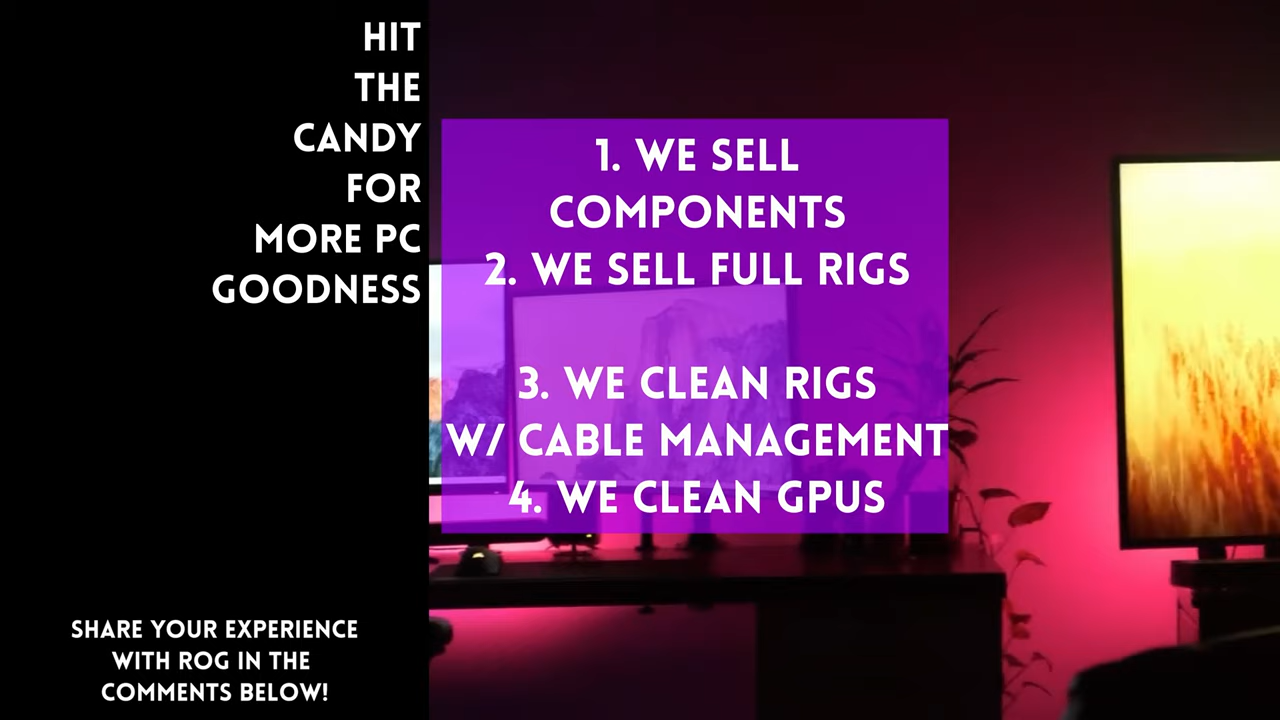 HIT
THE
CANDY
FOR
MORE PC
GOODNESS
1. WE SELL
COMPONENTS
2. WE SELL FULL RIGS
3. WE CLEAN RIGS
W/ CABLE MANAGEMENT
4. WE CLEAN GPUS
SHARE YOUR EXPERIENCE
WITH ROG IN THE
COMMENTS BELOW!